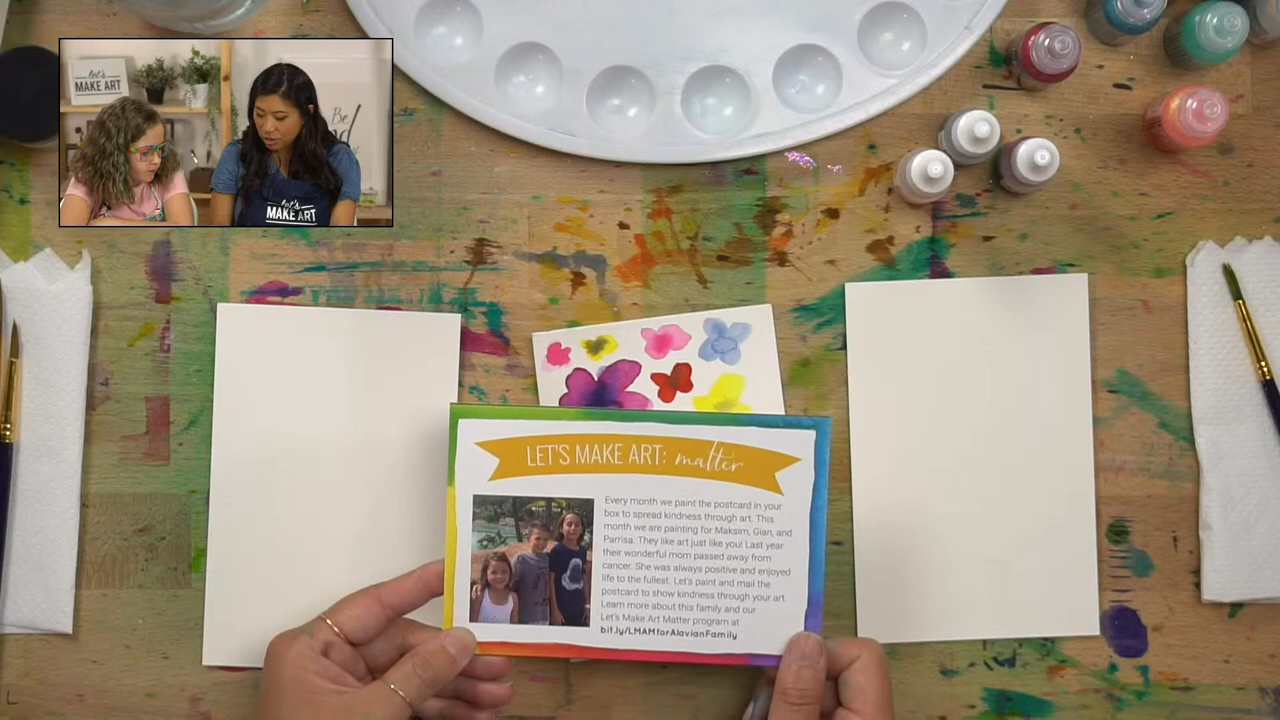 let's
MAKE ART
Be
let's
MAKE ART
LET'S MAKE ART: matter
Every month we paint the postcard in your
box to spread kindness through art. This
month we are painting for Maksim, Gian, and
Parrisa. They like art just like you! Last year
their wonderful mom passed away from
cancer. She was always positive and enjoyed
life to the fullest. Let's paint and mail the
postcard to show kindness through your art.
Learn more about this family and our
Let's Make Art Matter program at
bit.ly/LMAMforAlavianFamily